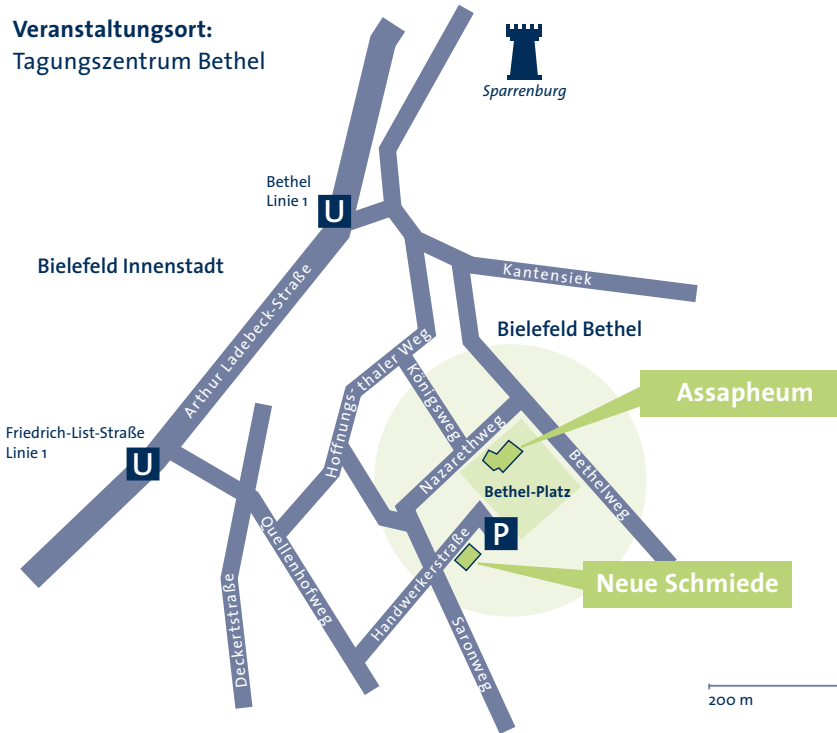 Veranstaltungsort:
Tagungszentrum Bethel
Sparrenburg
Bethel
Linie 1
U
Bielefeld Innenstadt
Kantensiek
Arthur Ladebeck-Straße
Bielefeld Bethel
Hoffnungs-thaler Weg
Königsweg
Assapheum
Friedrich-List-Straße
Linie 1
U
Nazarethweg
Bethel-Platz
Bethelweg
P
Quellenhofweg
Handwerkerstraße
Neue Schmiede
Deckertstraße
Saronweg
200 m